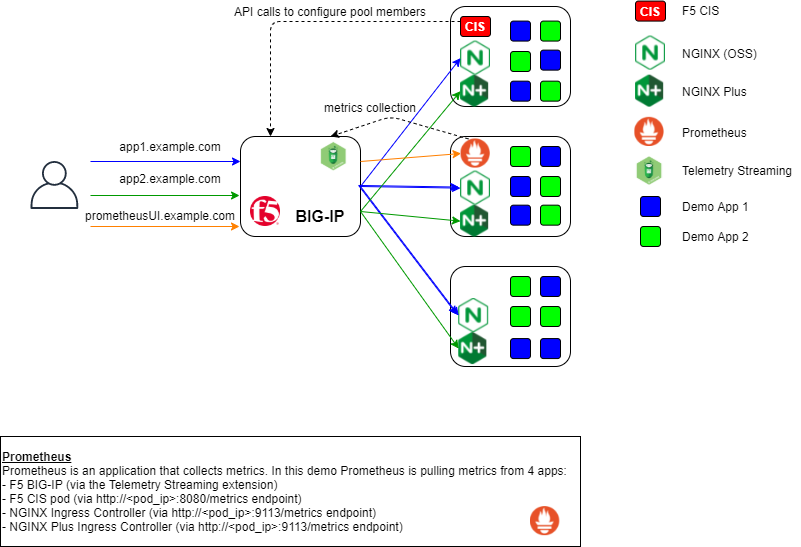 API calls to configure pool members
CIS
N
N+
metrics collection
app1.example.com
app2.example.com
prometheusUI.example.com
f5
BIG-IP
N
N+
N
N+
CIS
F5 CIS
N
NGINX (OSS)
N+
NGINX Plus
Prometheus
Telemetry Streaming
Demo App 1
Demo App 2
Prometheus
Prometheus is an application that collects metrics. In this demo Prometheus is pulling metrics from 4 apps:
- F5 BIG-IP (via the Telemetry Streaming extension)
- F5 CIS pod (via http://<pod_ip>:8080/metrics endpoint)
- NGINX Ingress Controller (via http://<pod_ip>:9113/metrics endpoint)
- NGINX Plus Ingress Controller (via http://<pod_ip>:9113/metrics endpoint)